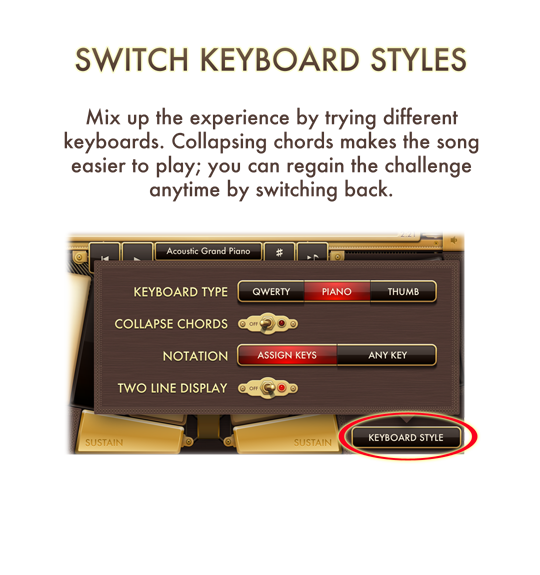 SWITCH KEYBOARD STYLES
Mix up the experience by trying different
keyboards. Collapsing chords makes the song
easier to play; you can regain the challenge
anytime by switching back.
Acoustic Grand Piano
KEYBOARD TYPE QWERTY PIANO THUMB
COLLAPSE CHORDS OFF
NOTATION ASSIGN KEYS ANY KEY
TWO LINE DISPLAY OFF
SUSTAIN SUSTAIN KEYBOARD STYLE